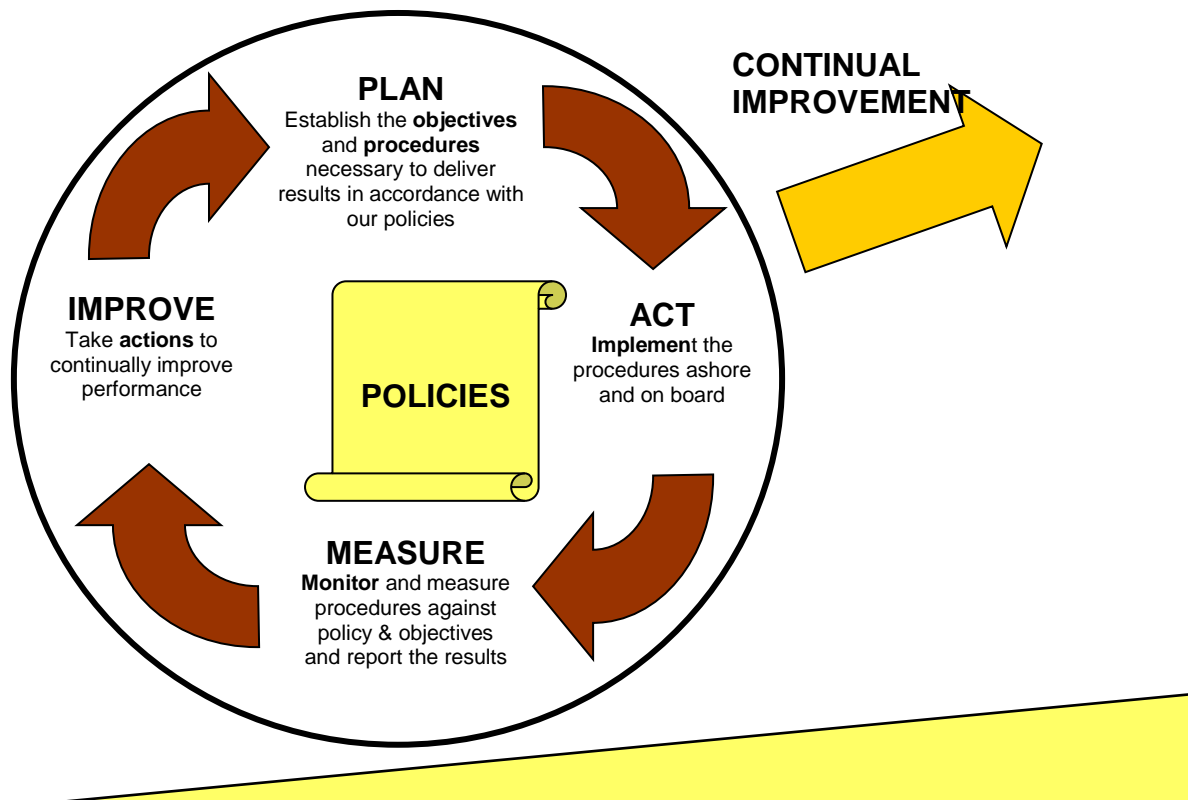 PLAN
Establish the objectives
and procedures
necessary to deliver
results in accordance with
our policies
CONTINUAL
IMPROVEMENT
IMPROVE
Take actions to
continually improve
performance
POLICIES
ACT
Implement the
procedures ashore
and on board
MEASURE
Monitor and measure
procedures against
policy & objectives
and report the results